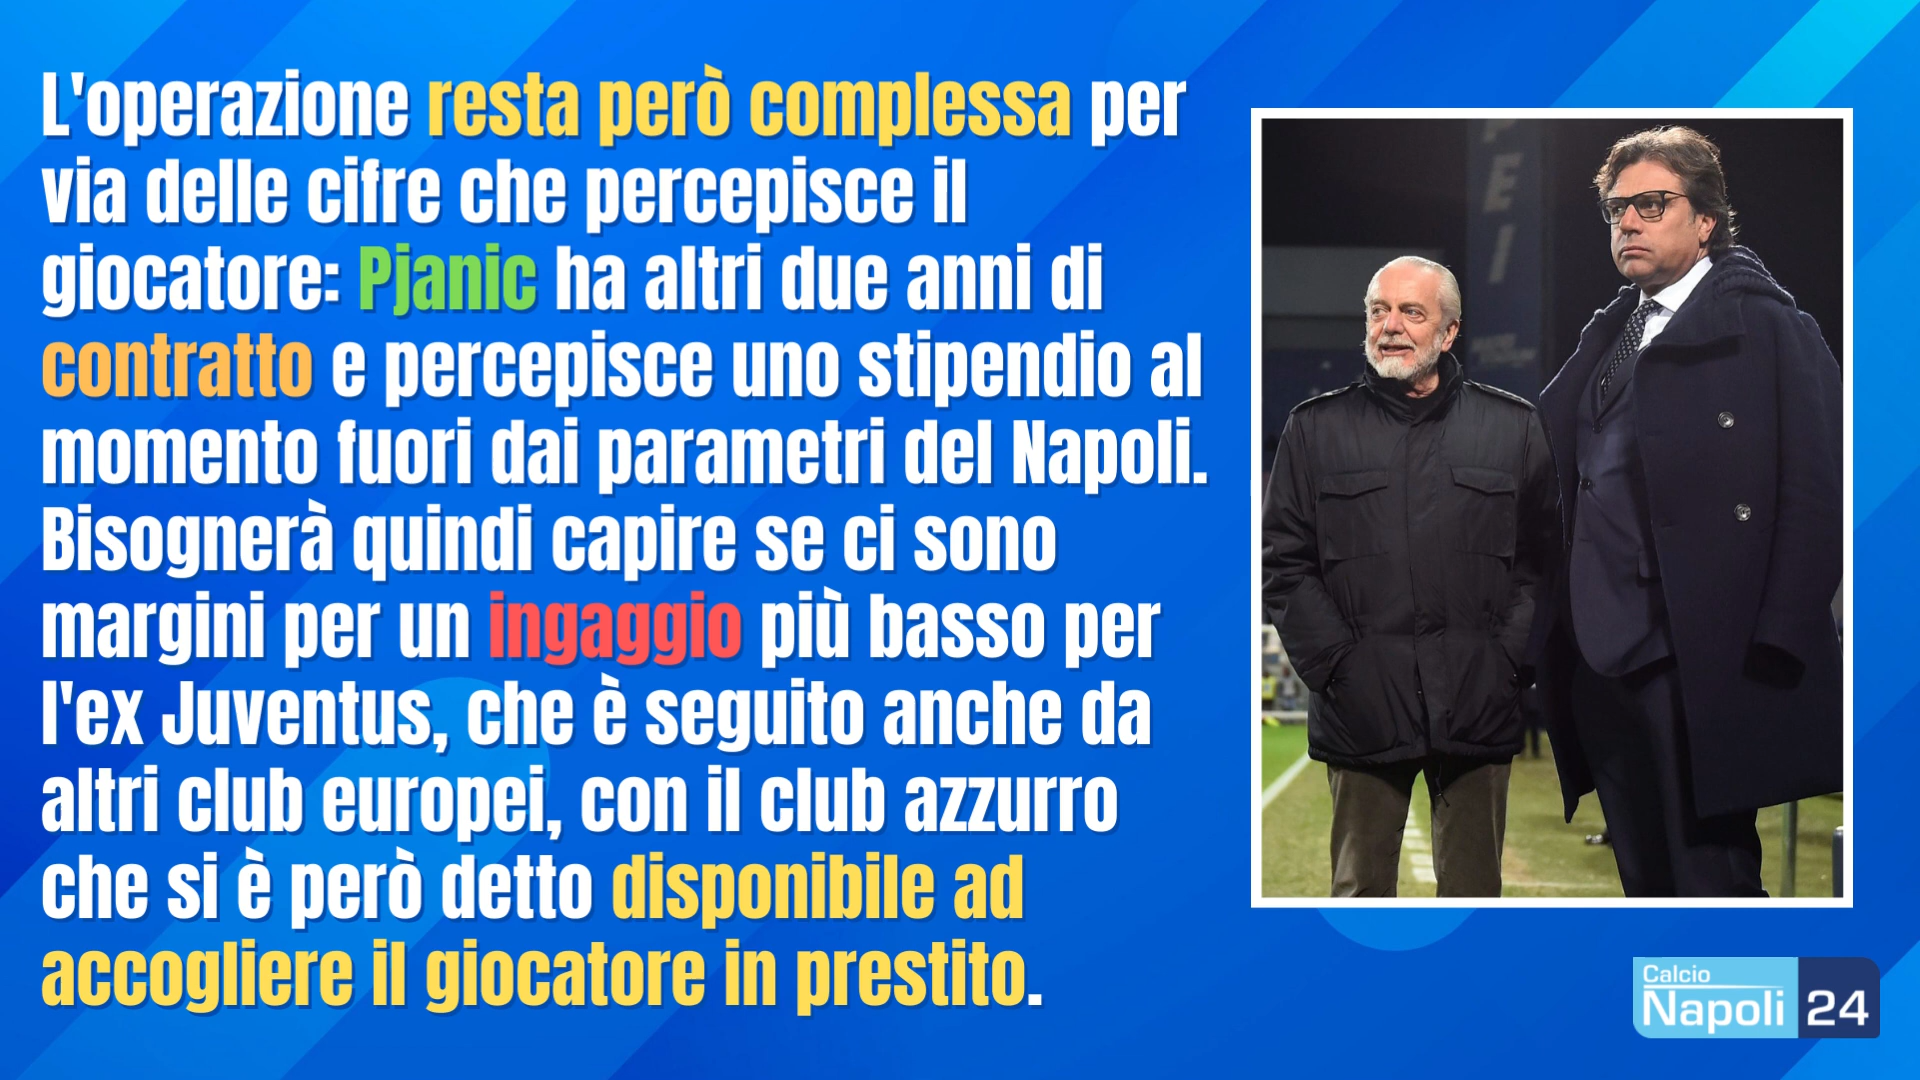 L'operazione resta però complessa per
via delle cifre che percepisce il
giocatore: Pjanic ha altri due anni di
contratto e percepisce uno stipendio al
momento fuori dai parametri del Napoli.
Bisognerà quindi capire se ci sono
margini per un ingaggio più basso per
l'ex Juventus, che è seguito anche da
altri club europei, con il club azzurro
che si è però detto disponibile ad
accogliere il giocatore in prestito.
Calcio
Napoli 24